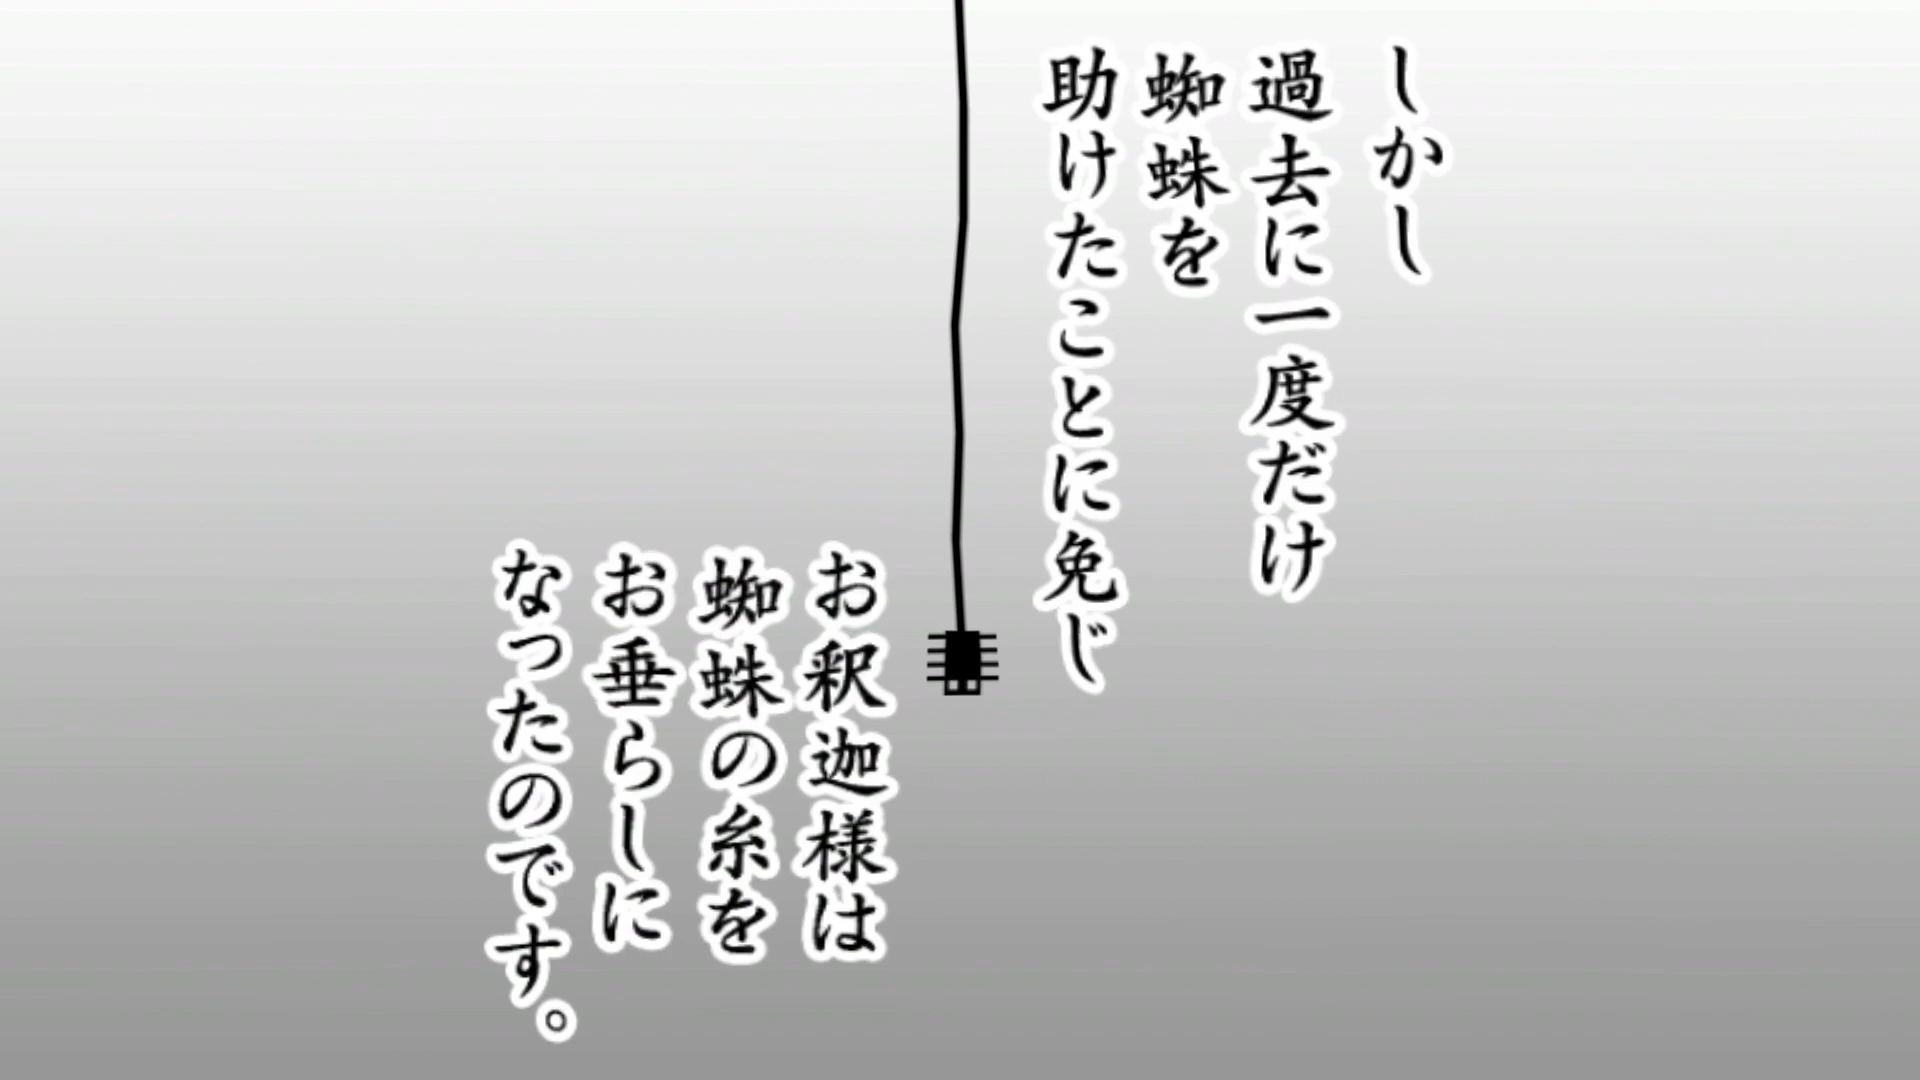 しかし
過去に一度だけ
蜘蛛を
助けたことに免じ
お釈迦様は
蜘蛛の糸を
お垂らしに
なったのです。